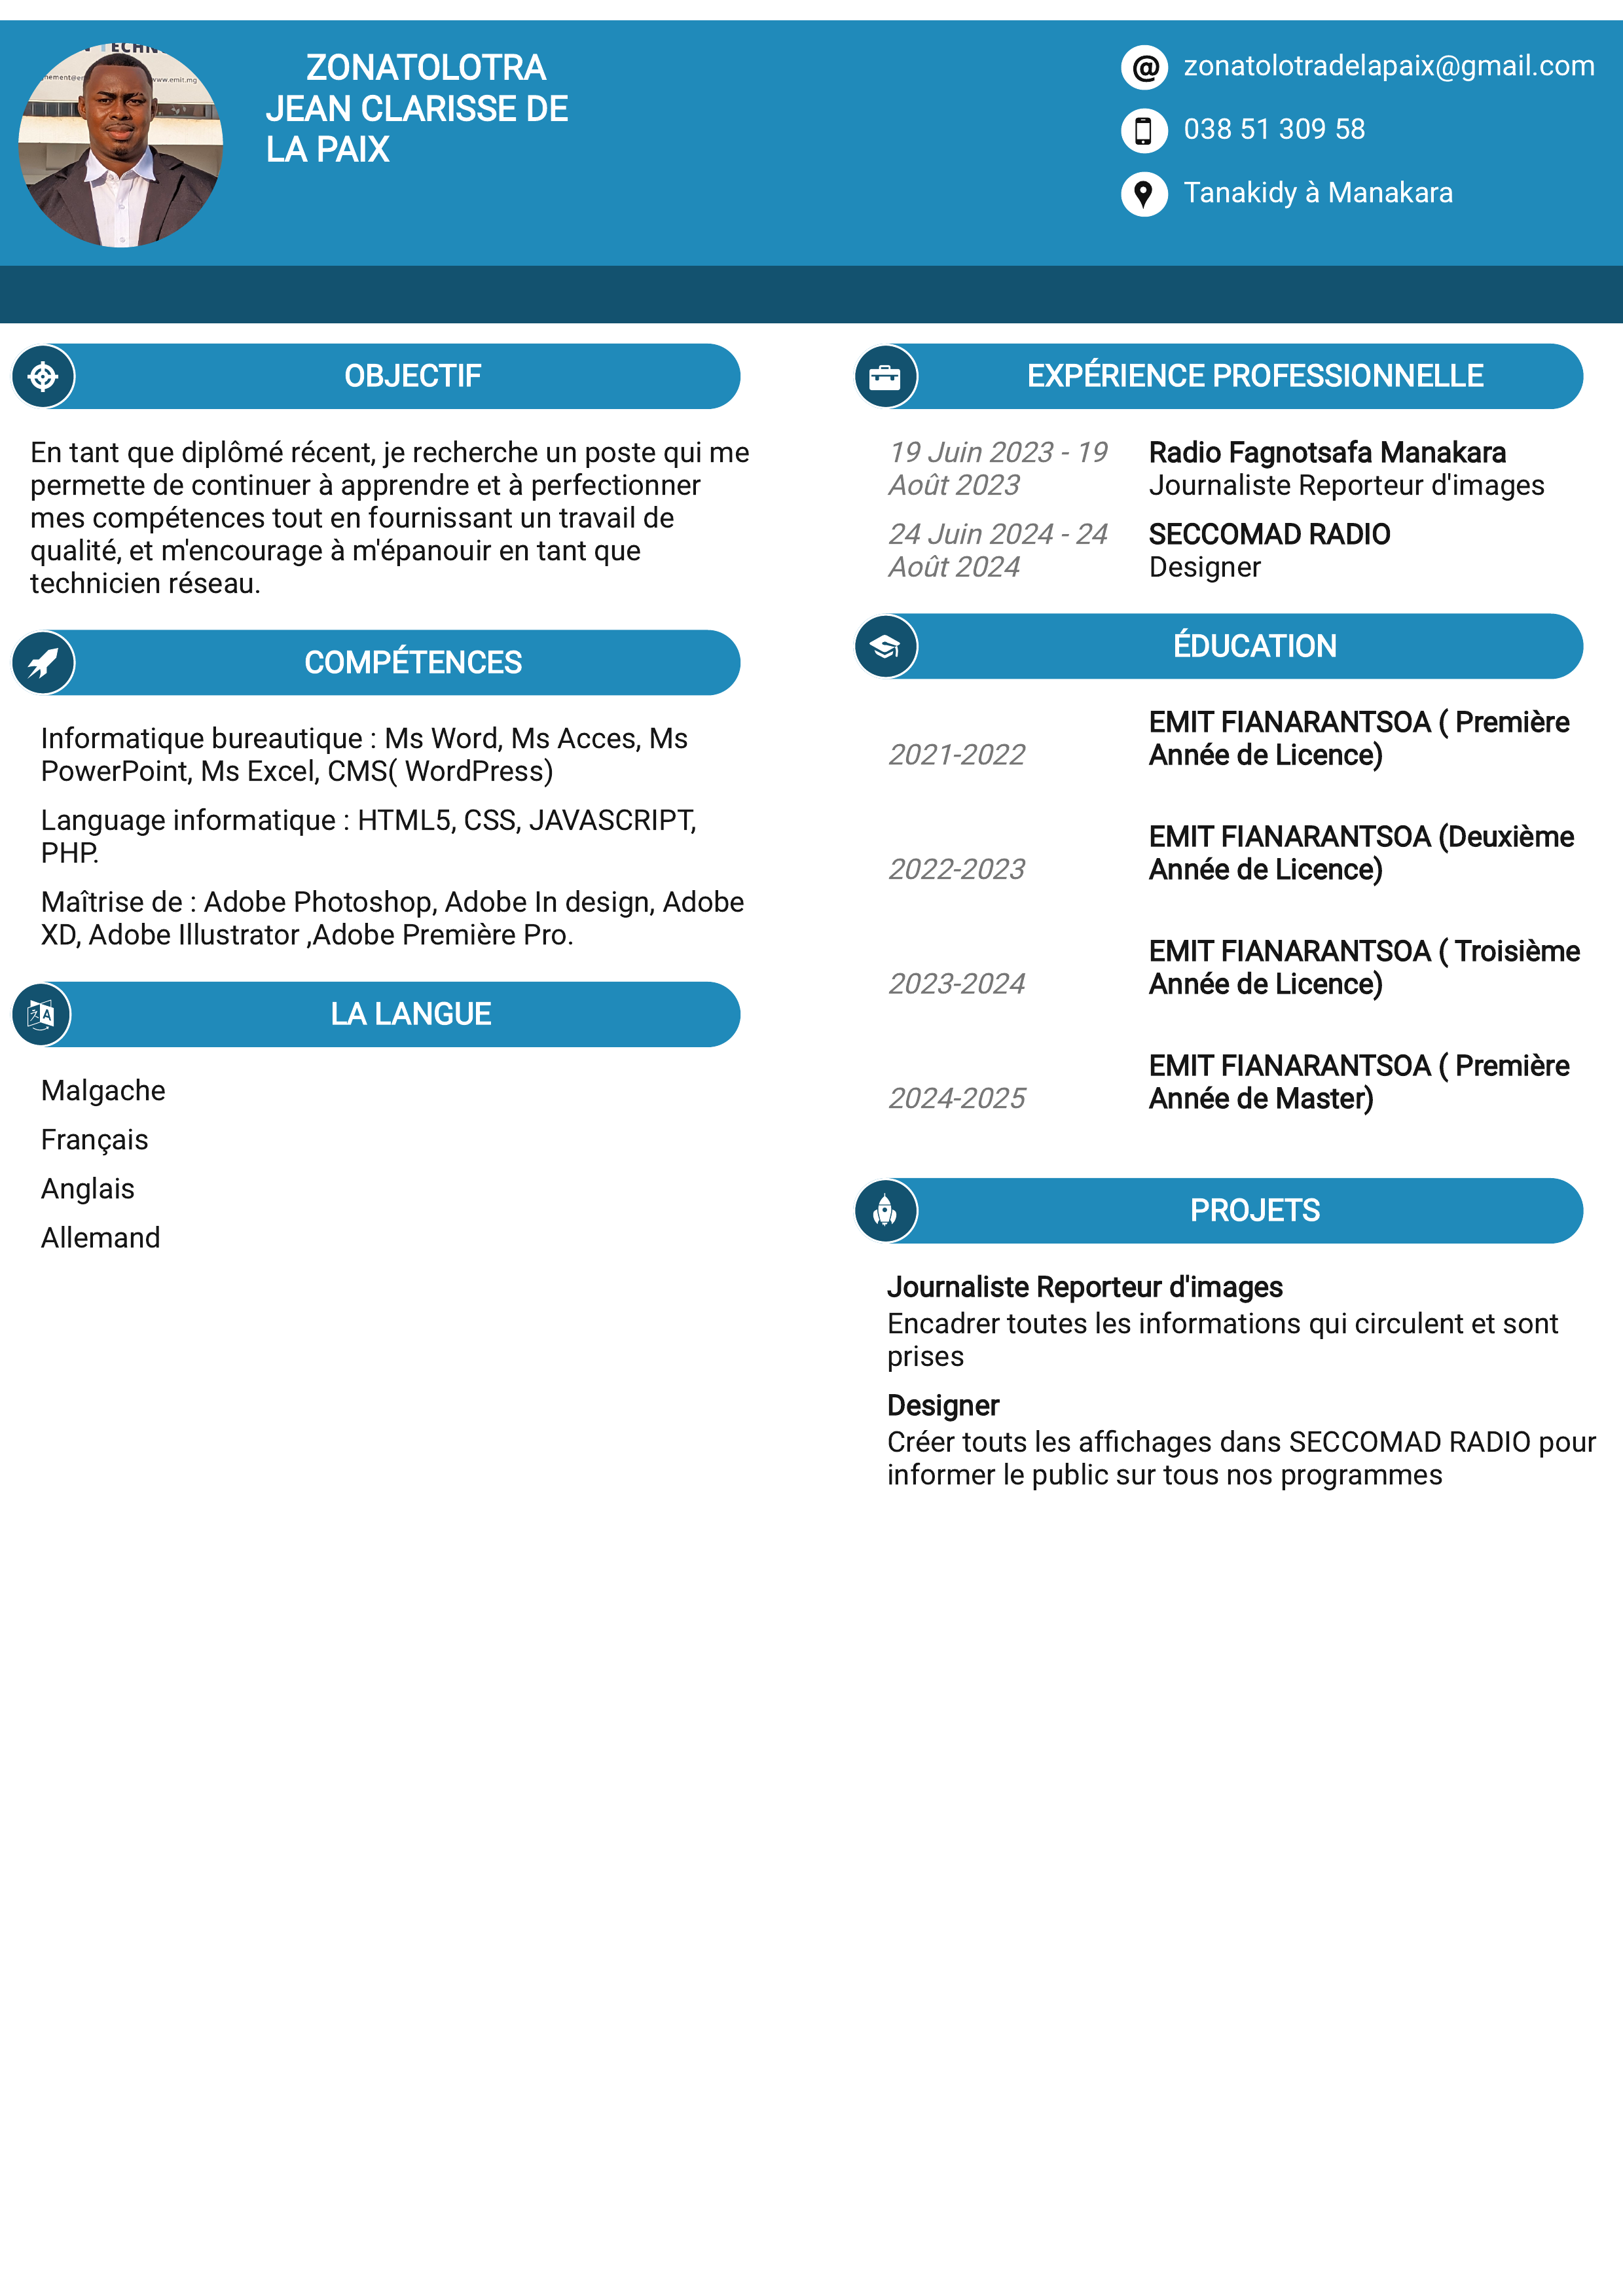 ZONATOLOTRA
JEAN CLARISSE DE
LA PAIX
zonatolotradelapaix@gmail.com
038 51 309 58
Tanakidy à Manakara
OBJECTIF
En tant que diplômé récent, je recherche un poste qui me
permette de continuer à apprendre et à perfectionner
mes compétences tout en fournissant un travail de
qualité, et m'encourage à m'épanouir en tant que
technicien réseau.
COMPÉTENCES
Informatique bureautique : Ms Word, Ms Acces, Ms
PowerPoint, Ms Excel, CMS( WordPress)
Language informatique : HTML5, CSS, JAVASCRIPT,
PHP.
Maîtrise de : Adobe Photoshop, Adobe In design, Adobe
XD, Adobe Illustrator ,Adobe Première Pro.
LA LANGUE
Malgache
Français
Anglais
Allemand
EXPÉRIENCE PROFESSIONNELLE
19 Juin 2023 - 19 Radio Fagnotsafa Manakara
Août 2023 Journaliste Reporteur d'images
24 Juin 2024 - 24 SECCOMAD RADIO
Août 2024 Designer
ÉDUCATION
EMIT FIANARANTSOA ( Première
2021-2022 Année de Licence)
EMIT FIANARANTSOA (Deuxième
2022-2023 Année de Licence)
EMIT FIANARANTSOA ( Troisième
2023-2024 Année de Licence)
EMIT FIANARANTSOA ( Première
2024-2025 Année de Master)
PROJETS
Journaliste Reporteur d'images
Encadrer toutes les informations qui circulent et sont
prises
Designer
Créer touts les affichages dans SECCOMAD RADIO pour
informer le public sur tous nos programmes